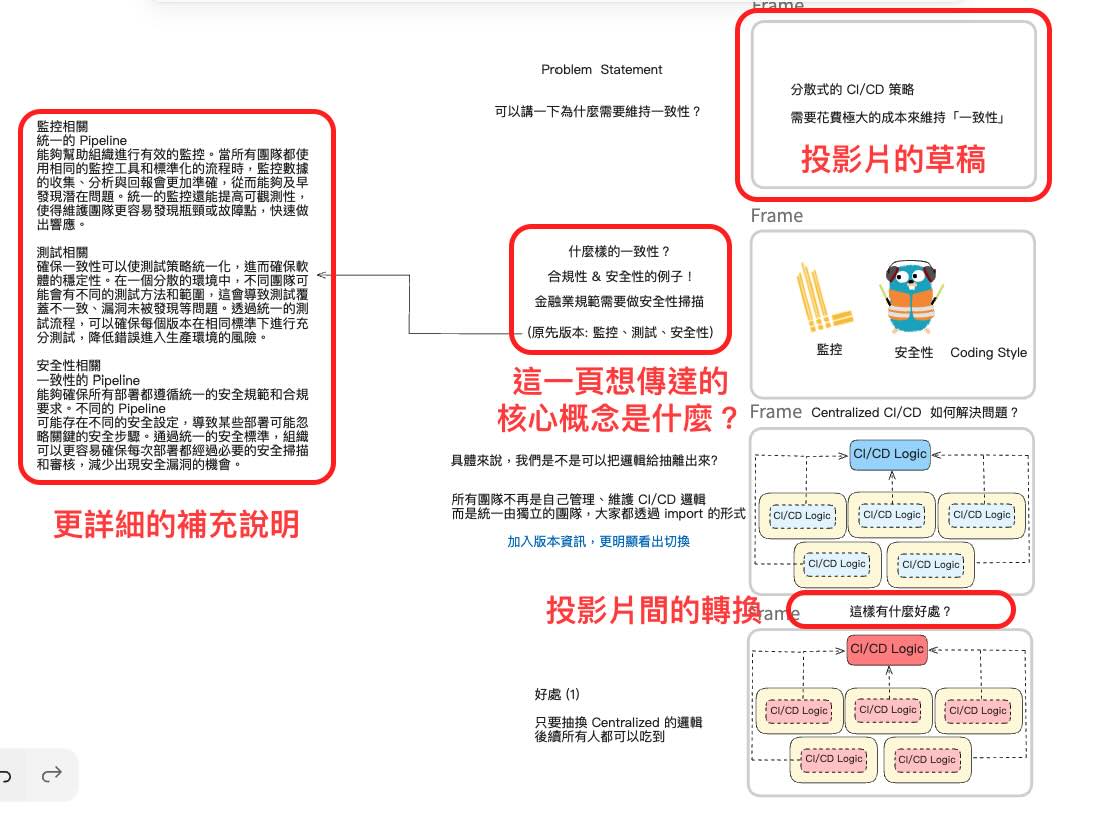 Frame
Problem Statement
可以講一下為什麼需要維持一致性？
分散式的 CI/CD 策略
需要花費極大的成本來維持「一致性」
投影片的草稿
監控相關
統一的 Pipeline
能夠幫助組織進行有效的監控。當所有團隊都使
用相同的監控工具和標準化的流程時，監控數據
的收集、分析與回報會更加準確，從而能夠及早
發現潛在問題。統一的監控還能提高可觀測性，
使得維護團隊更容易發現瓶頸或故障點，快速做
出響應。
測試相關
確保一致性可以使測試策略統一化，進而確保軟
體的穩定性。在一個分散的環境中，不同團隊可
能會有不同的測試方法和範圍，這會導致測試覆
蓋不一致、漏洞未被發現等問題。透過統一的測
試流程，可以確保每個版本在相同標準下進行充
分測試，降低錯誤進入生產環境的風險。
安全性相關
一致性的 Pipeline
能夠確保所有部署都遵循統一的安全規範和合規
要求。不同的 Pipeline
可能存在不同的安全設定，導致某些部署可能忽
略關鍵的安全步驟。通過統一的安全標準，組織
可以更容易確保每次部署都經過必要的安全掃描
和審核，減少出現安全漏洞的機會。
更詳細的補充說明
什麼樣的一致性？
合規性 & 安全性的例子！
金融業規範需要做安全性掃描
(原先版本: 監控、測試、安全性)
這一頁想傳達的
核心概念是什麼？
Frame
監控
安全性
Coding Style
Frame
Centralized CI/CD 如何解決問題？
具體來說，我們是不是可以把邏輯給抽離出來?
所有團隊不再是自己管理、維護 CI/CD 邏輯
而是統一由獨立的團隊，大家都透過 import 的形式
加入版本資訊，更明顯看出切換
CI/CD Logic
CI/CD Logic
CI/CD Logic
CI/CD Logic
CI/CD Logic
CI/CD Logic
投影片間的轉換
Frame
這樣有什麼好處？
好處 (1)
只要抽換 Centralized 的邏輯
後續所有人都可以吃到
CI/CD Logic
CI/CD Logic
CI/CD Logic
CI/CD Logic
CI/CD Logic
CI/CD Logic